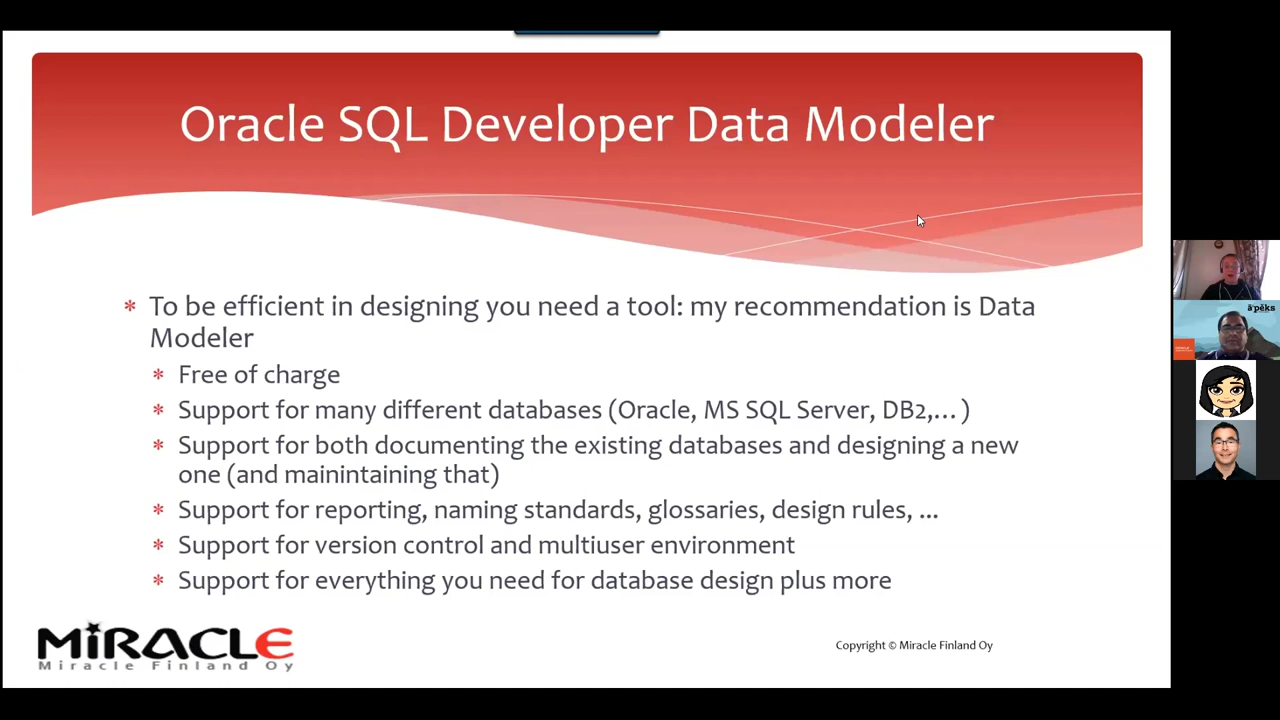 Oracle SQL Developer Data Modeler
* To be efficient in designing you need a tool: my recommendation is Data
Modeler
* Free of charge
* Support for many different databases (Oracle, MS SQL Server, DB2,...)
* Support for both documenting the existing databases and designing a new
one (and mainintaining that)
* Support for reporting, naming standards, glossaries, design rules, ...
* Support for version control and multiuser environment
* Support for everything you need for database design plus more
MiRACLE
Miracle Finland Oy
Copyright © Miracle Finland Oy
ä'pěks
ORACLE